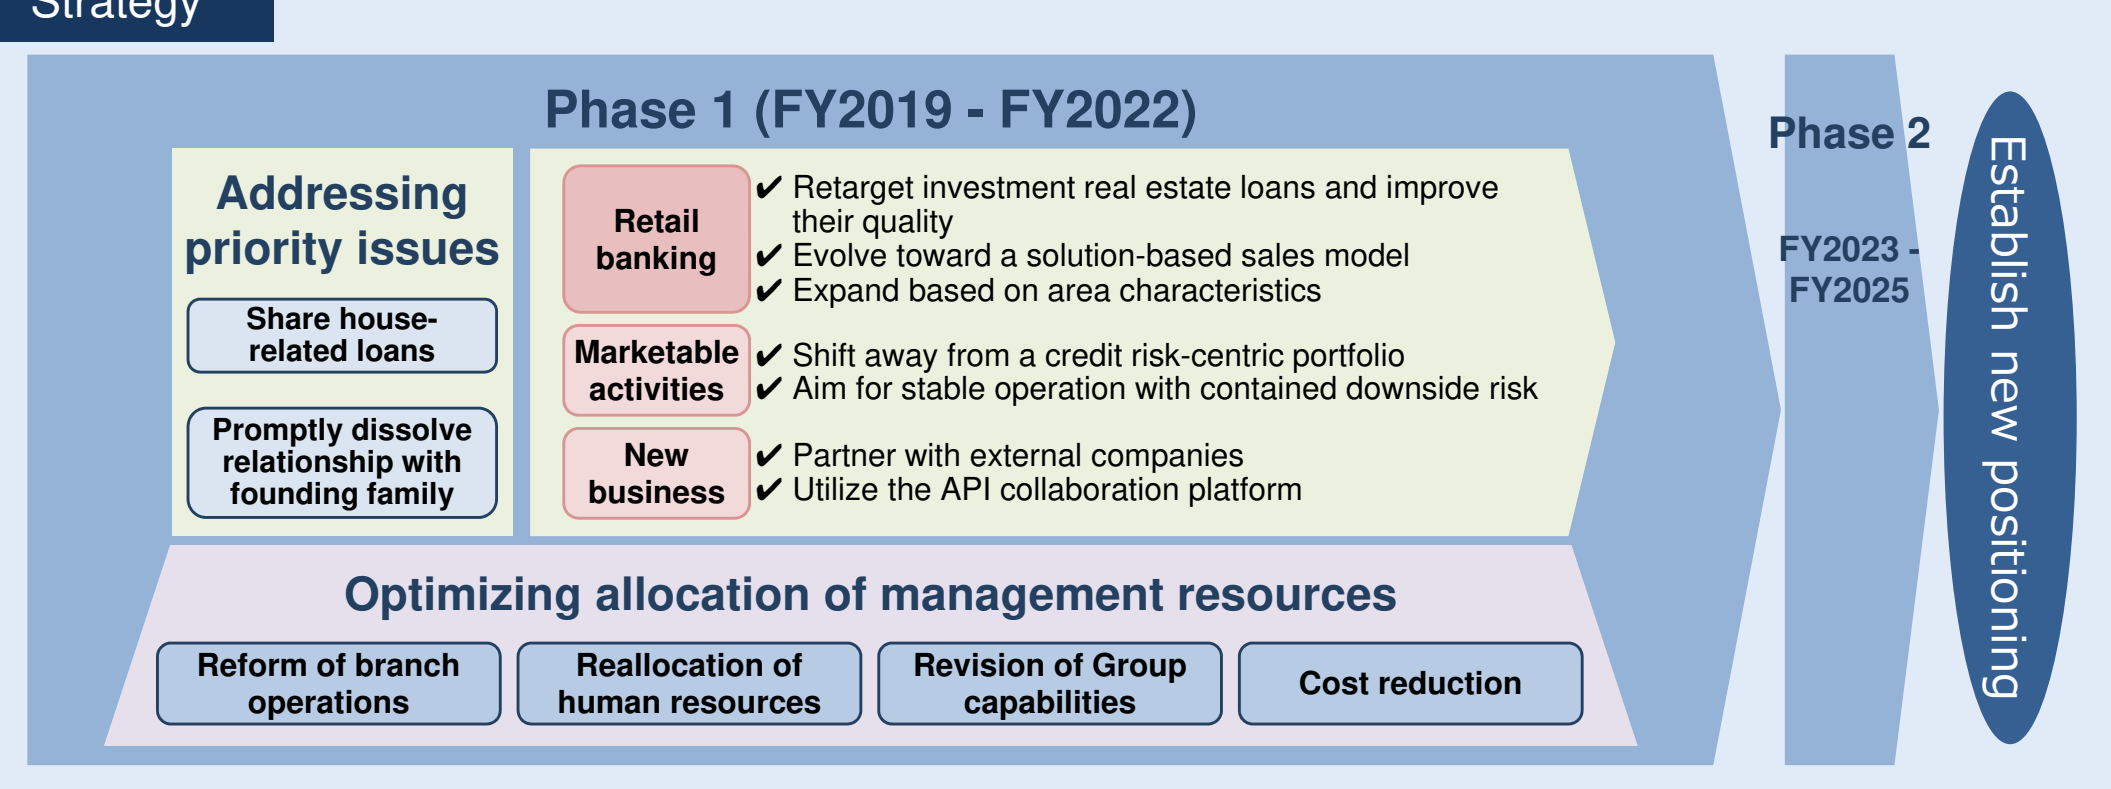 Strategy
Phase 1 (FY2019 - FY2022)
Addressing
priority issues
Share house-
related loans
Promptly dissolve
relationship with
founding family
Retail
banking
✔ Retarget investment real estate loans and improve
their quality
✔ Evolve toward a solution-based sales model
✔ Expand based on area characteristics
Marketable
activities
✔ Shift away from a credit risk-centric portfolio
✔ Aim for stable operation with contained downside risk
New
business
✔ Partner with external companies
✔ Utilize the API collaboration platform
Optimizing allocation of management resources
Reform of branch
operations
Reallocation of
human resources
Revision of Group
capabilities
Cost reduction
Phase 2
FY2023 -
FY2025
Establish new positioning